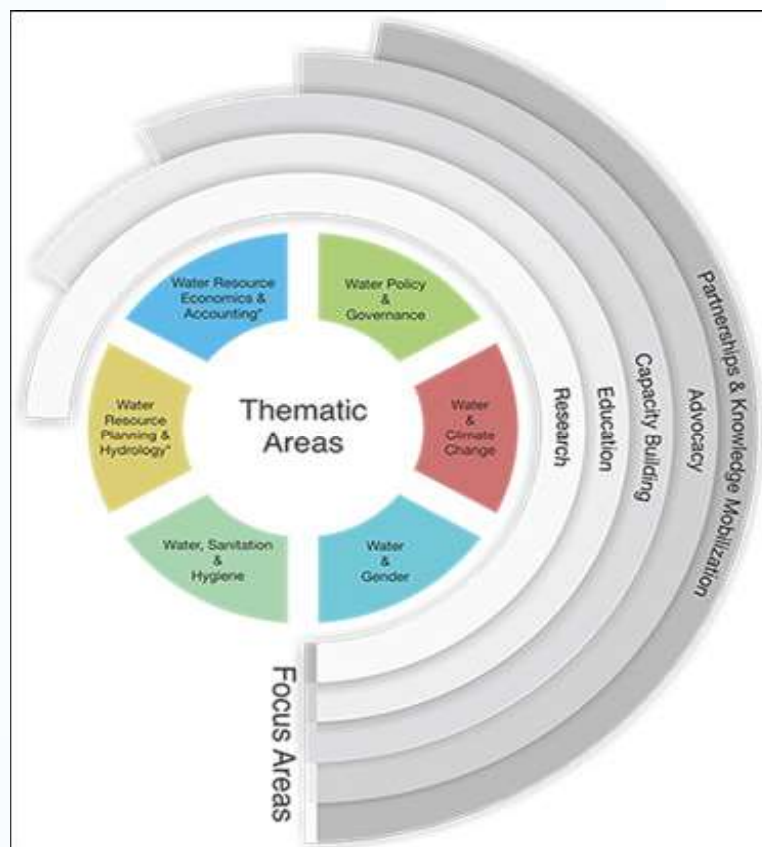 Thematic
Areas
Water Resource
Economics &
Accounting*
Water Policy
&
Governance
Water
&
Climate
Change
Water
&
Gender
Water, Sanitation
&
Hygiene
Water
Resource
Planning &
Hydrology*
Research
Education
Capacity Building
Advocacy
Partnerships & Knowledge Mobilization
Focus Areas